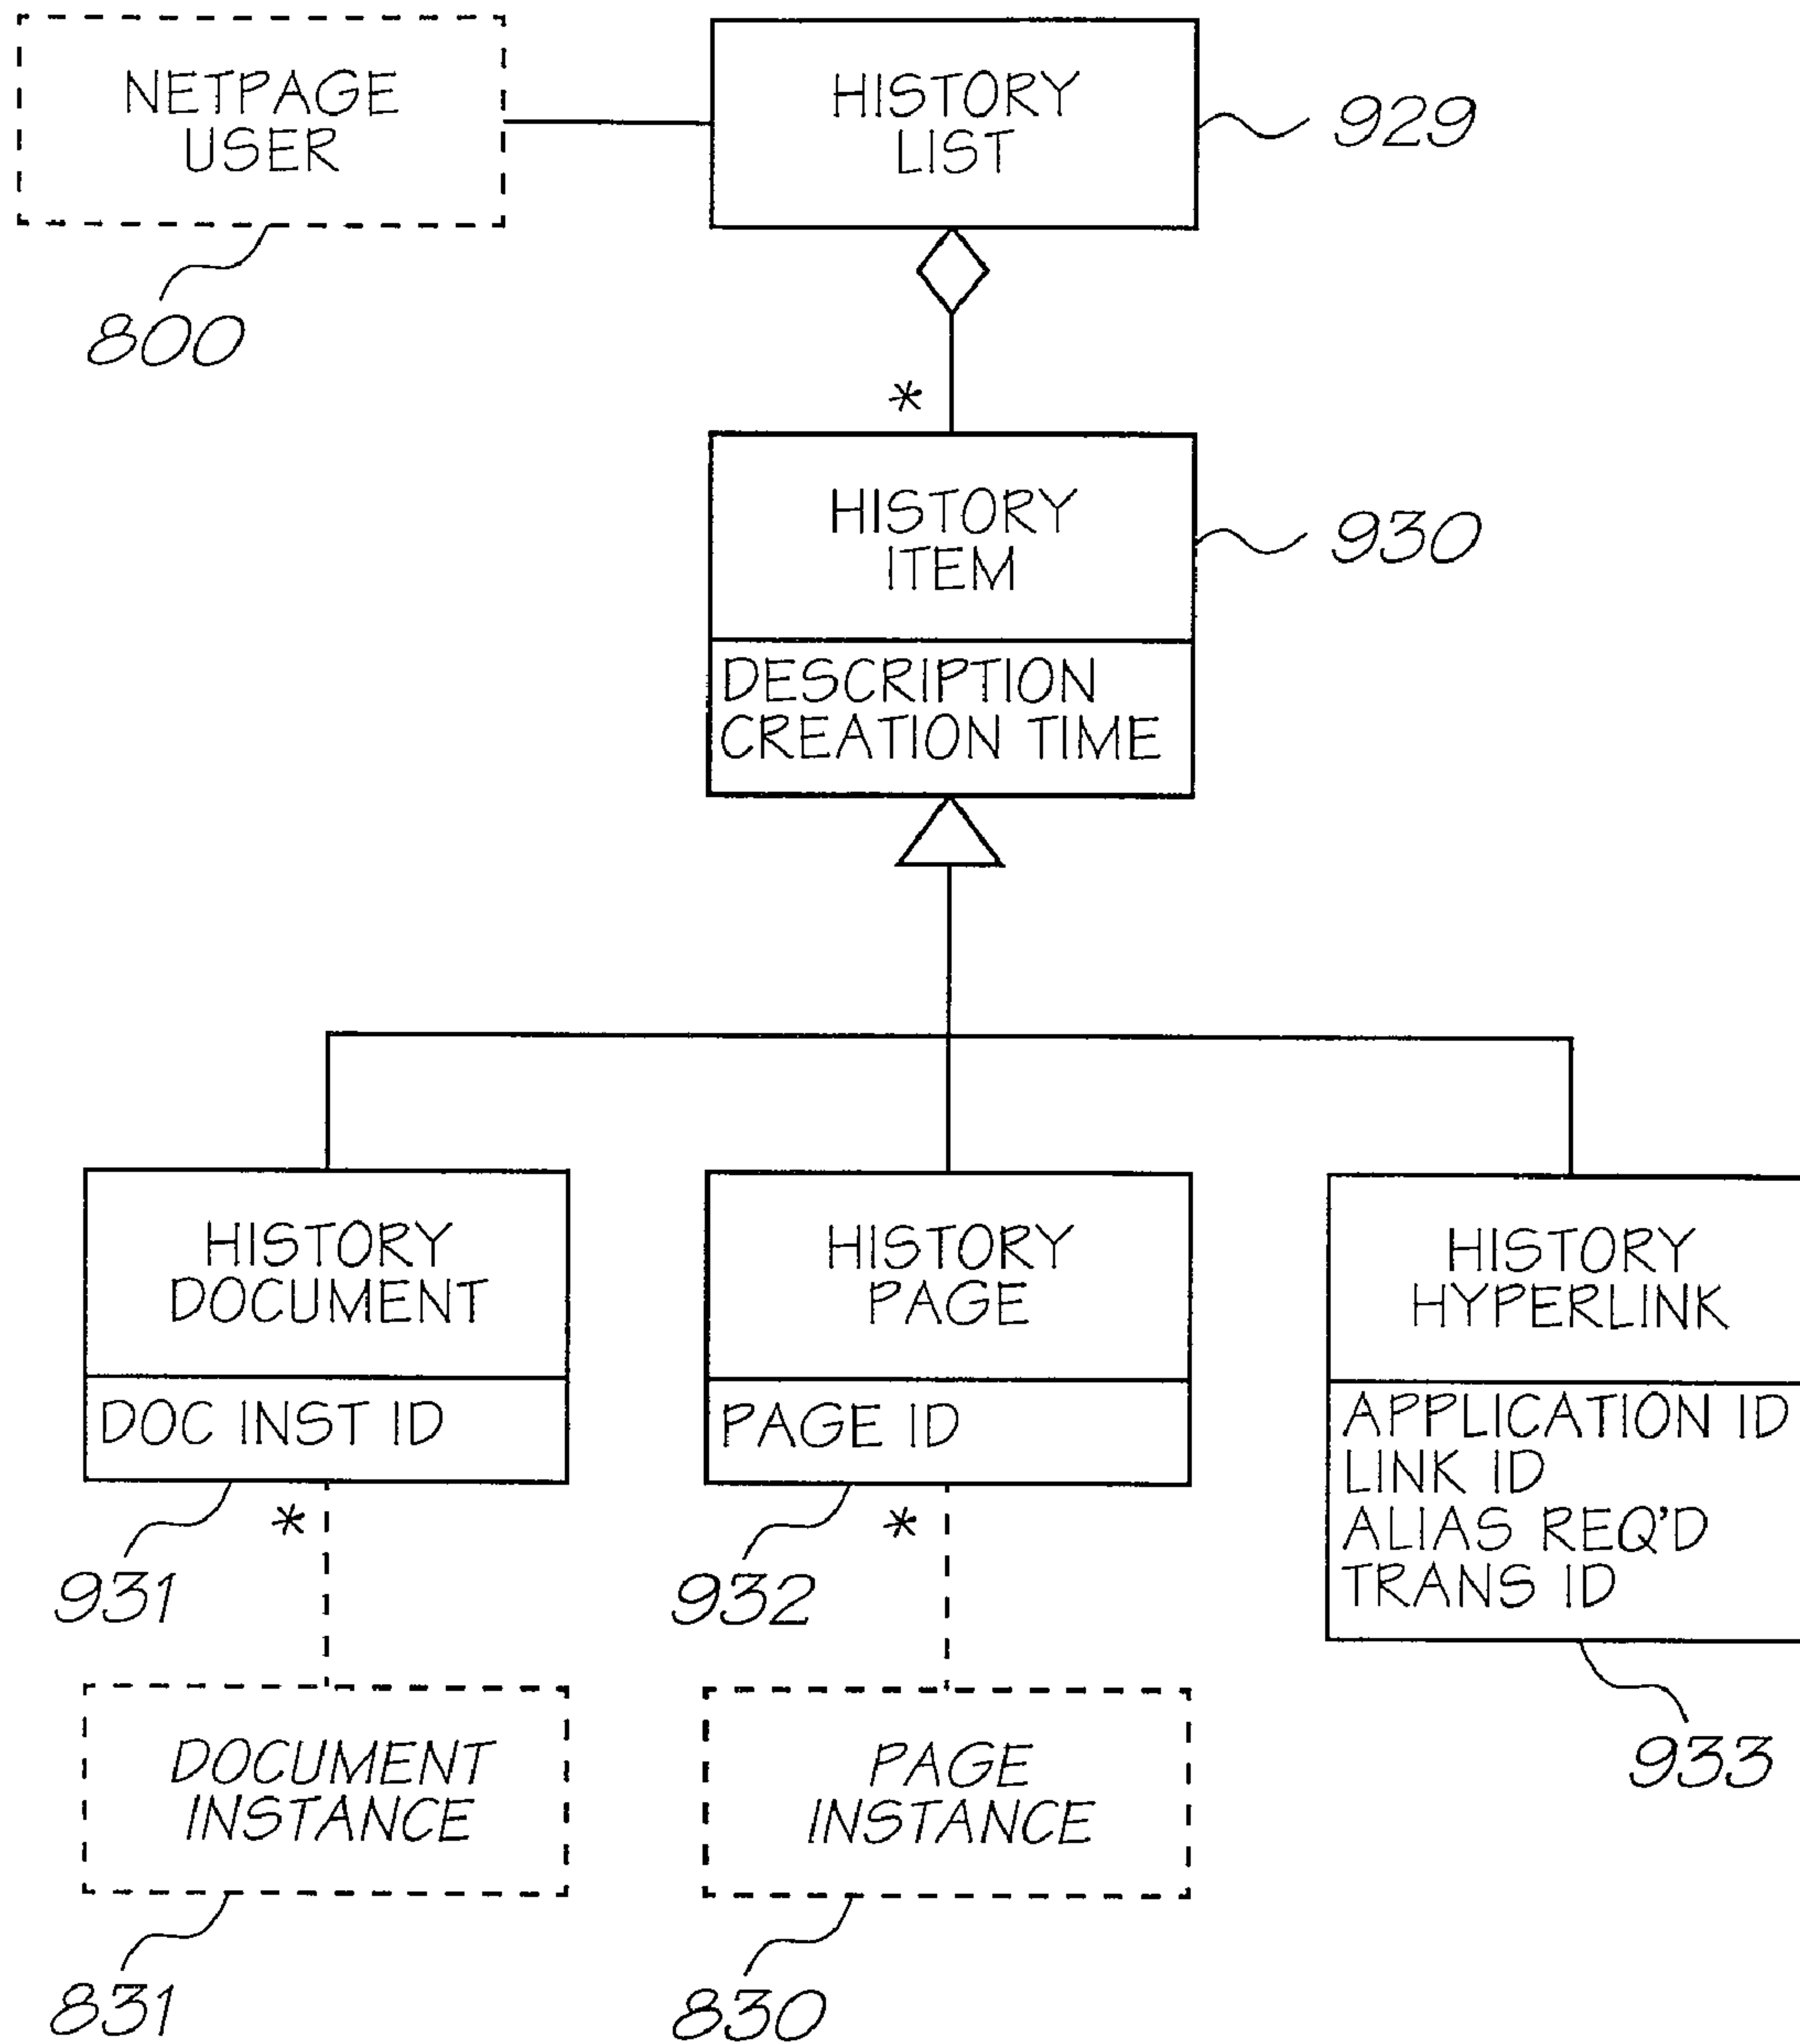 NETPAGE
USER
800
HISTORY
LIST
929
*
HISTORY
ITEM
930
DESCRIPTION
CREATION TIME
HISTORY
DOCUMENT
DOC INST ID
931
*
HISTORY
PAGE
PAGE ID
932
*
HISTORY
HYPERLINK
APPLICATION ID
LINK ID
ALIAS REQ'D
TRANS ID
933
DOCUMENT
INSTANCE
831
PAGE
INSTANCE
830